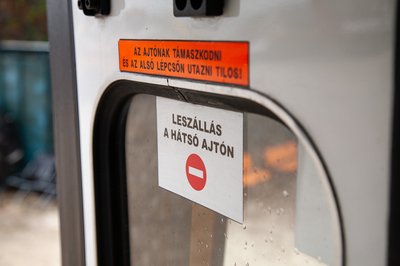 AZ AJTÓNAK TÁMASZKODNI
ÉS AZ ALSÓ LÉPCSŐN UTAZNI TILOS!
LESZÁLLÁS
A HÁTSÓ AJTÓN